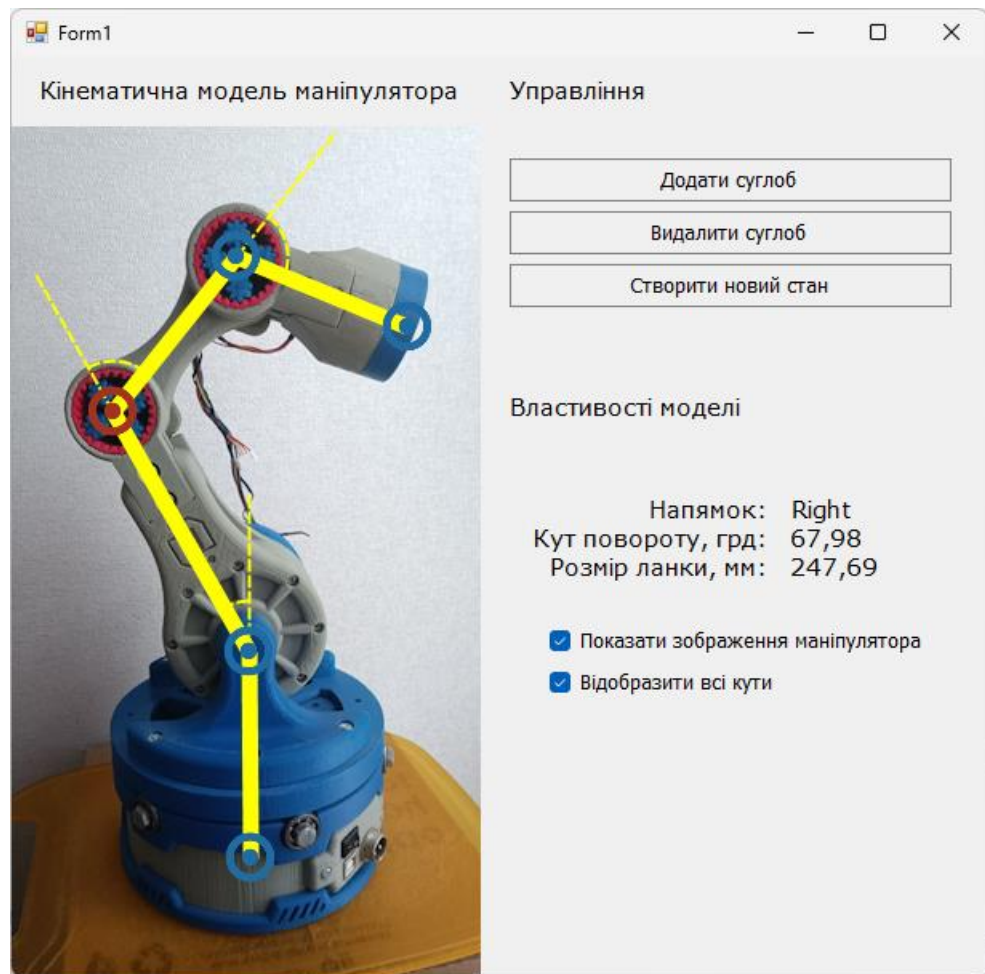 Form1
Кінематична модель маніпулятора
Управління
Додати суглоб
Видалити суглоб
Створити новий стан
Властивості моделі
Напямок: Right
Кут повороту, грд: 67,98
Розмір ланки, мм: 247,69
Показати зображення маніпулятора
Відобразити всі кути